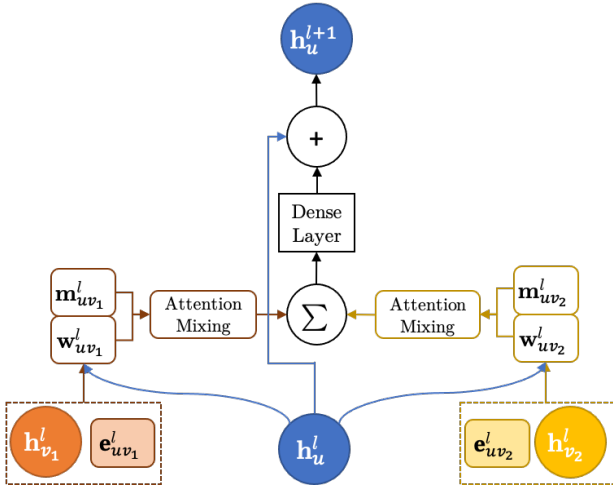 h_u^{l+1}
+
Dense
Layer
m_{uv_1}^l
w_{uv_1}^l
Attention
Mixing
∑
Attention
Mixing
m_{uv_2}^l
w_{uv_2}^l
h_{v_1}^l
e_{uv_1}^l
h_u^l
e_{uv_2}^l
h_{v_2}^l